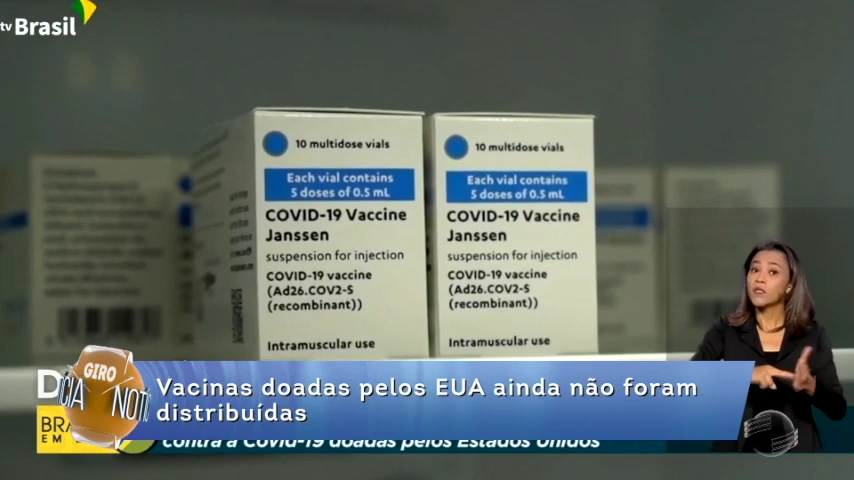 tv Brasil
10 multidose vials
Each vial contains
5 doses of 0.5 mL
COVID-19 Vaccine
Janssen
suspension for injection
COVID-19 vaccine
(Ad26.COV2-S
(recombinant))
Intramuscular use
10 multidose vials
Each vial contains
5 doses of 0.5 mL
COVID-19 Vaccine
Janssen
suspension for injection
COVID-19 vaccine
(Ad26.COV2-S
(recombinant))
Intramuscular use
GIRO
Vacinas doadas pelos EUA ainda não foram
distribuídas
contra a Covid-19 doadas pelos Estados Unidos